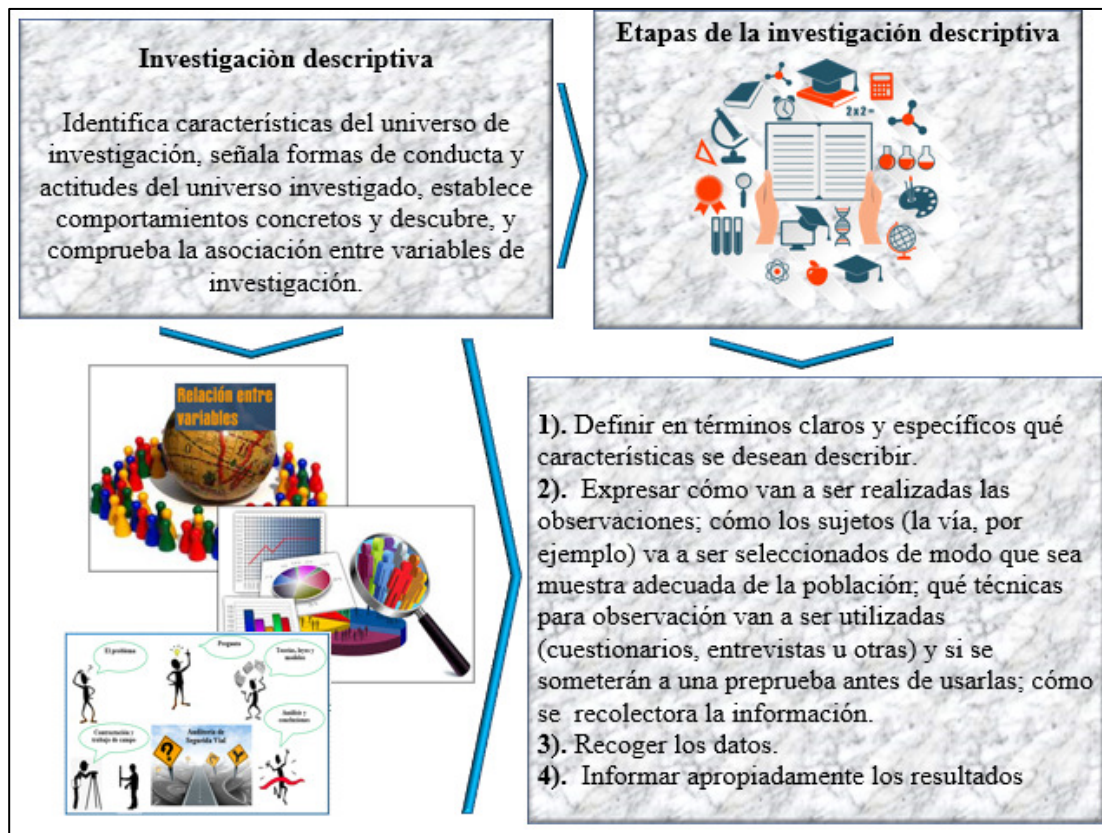 Investigaciòn descriptiva
Identifica características del universo de
investigación, señala formas de conducta y
actitudes del universo investigado, establece
comportamientos concretos y descubre, y
comprueba la asociación entre variables de
investigación.
Etapas de la investigación descriptiva
2x2=
Relación entre
variables
El problema
Pregunta
Teorías, leyes y
modelos
Contrastación y
trabajo de campo
Auditoría de
Seguridad Vial
Análisis y
conclusiones
1). Definir en términos claros y específicos qué
características se desean describir.
2). Expresar cómo van a ser realizadas las
observaciones; cómo los sujetos (la vía, por
ejemplo) va a ser seleccionados de modo que sea
muestra adecuada de la población; qué técnicas
para observación van a ser utilizadas
(cuestionarios, entrevistas u otras) y si se
someterán a una preprueba antes de usarlas; cómo
se recolectora la información.
3). Recoger los datos.
4). Informar apropiadamente los resultados